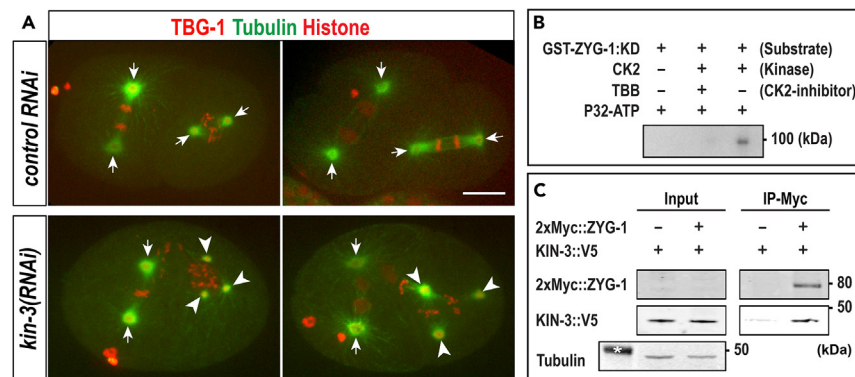 A
TBG-1 Tubulin Histone
control RNAi
kin-3(RNAi)
B
GST-ZYG-1:KD + + + (Substrate)
CK2 – + + (Kinase)
TBB – + – (CK2-inhibitor)
P32-ATP + + +
100 (kDa)
C
Input IP-Myc
2xMyc::ZYG-1 – + – +
KIN-3::V5 + + + +
2xMyc::ZYG-1 80
50
KIN-3::V5
Tubulin * 50 (kDa)